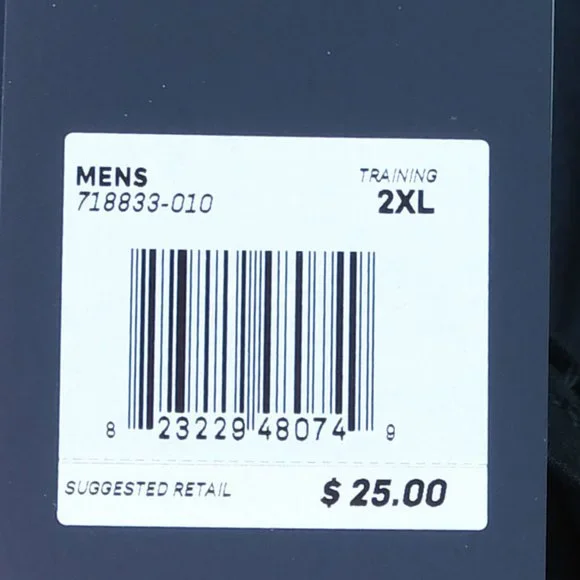 MENS
TRAINING
718833-010
2XL
8 23229 48074 9
SUGGESTED RETAIL $ 25.00